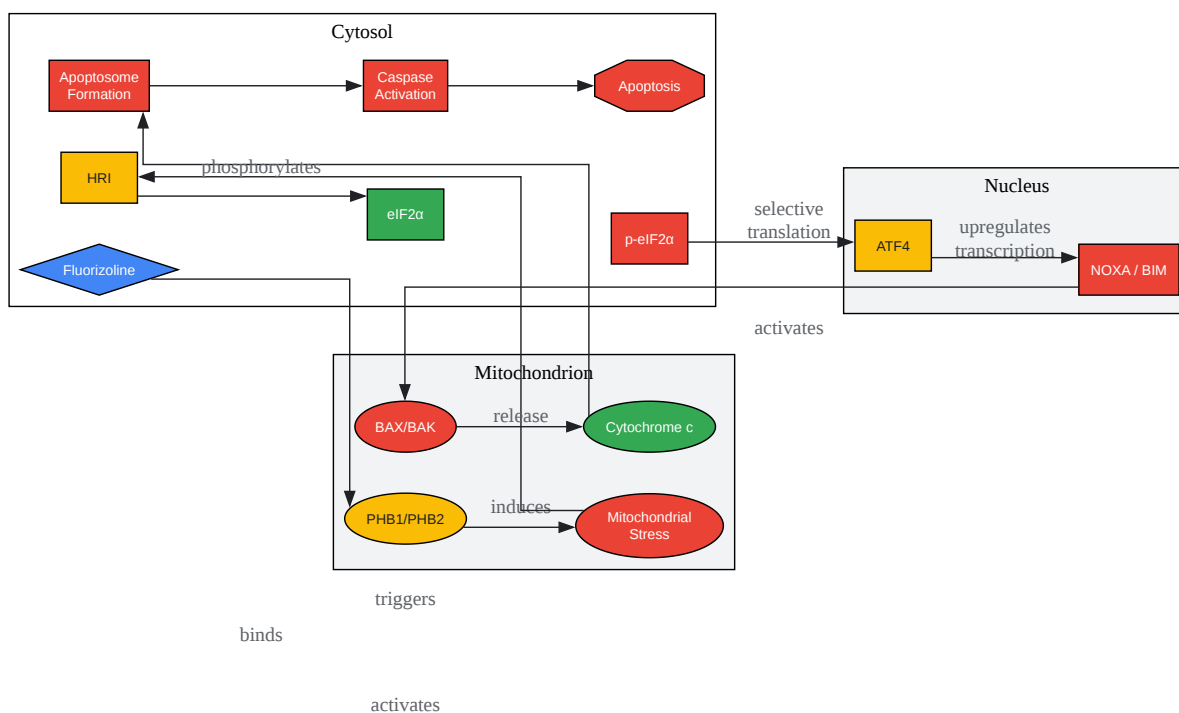 Cytosol
Apoptosome
Formation
Caspase
Activation
Apoptosis
HRI
phosphorylates
eIF2α
p-eIF2α
Fluorizoline
selective
translation
Nucleus
ATF4
upregulates
transcription
NOXA / BIM
activates
Mitochondrion
BAX/BAK
release
Cytochrome c
PHB1/PHB2
induces
Mitochondrial
Stress
triggers
binds
activates